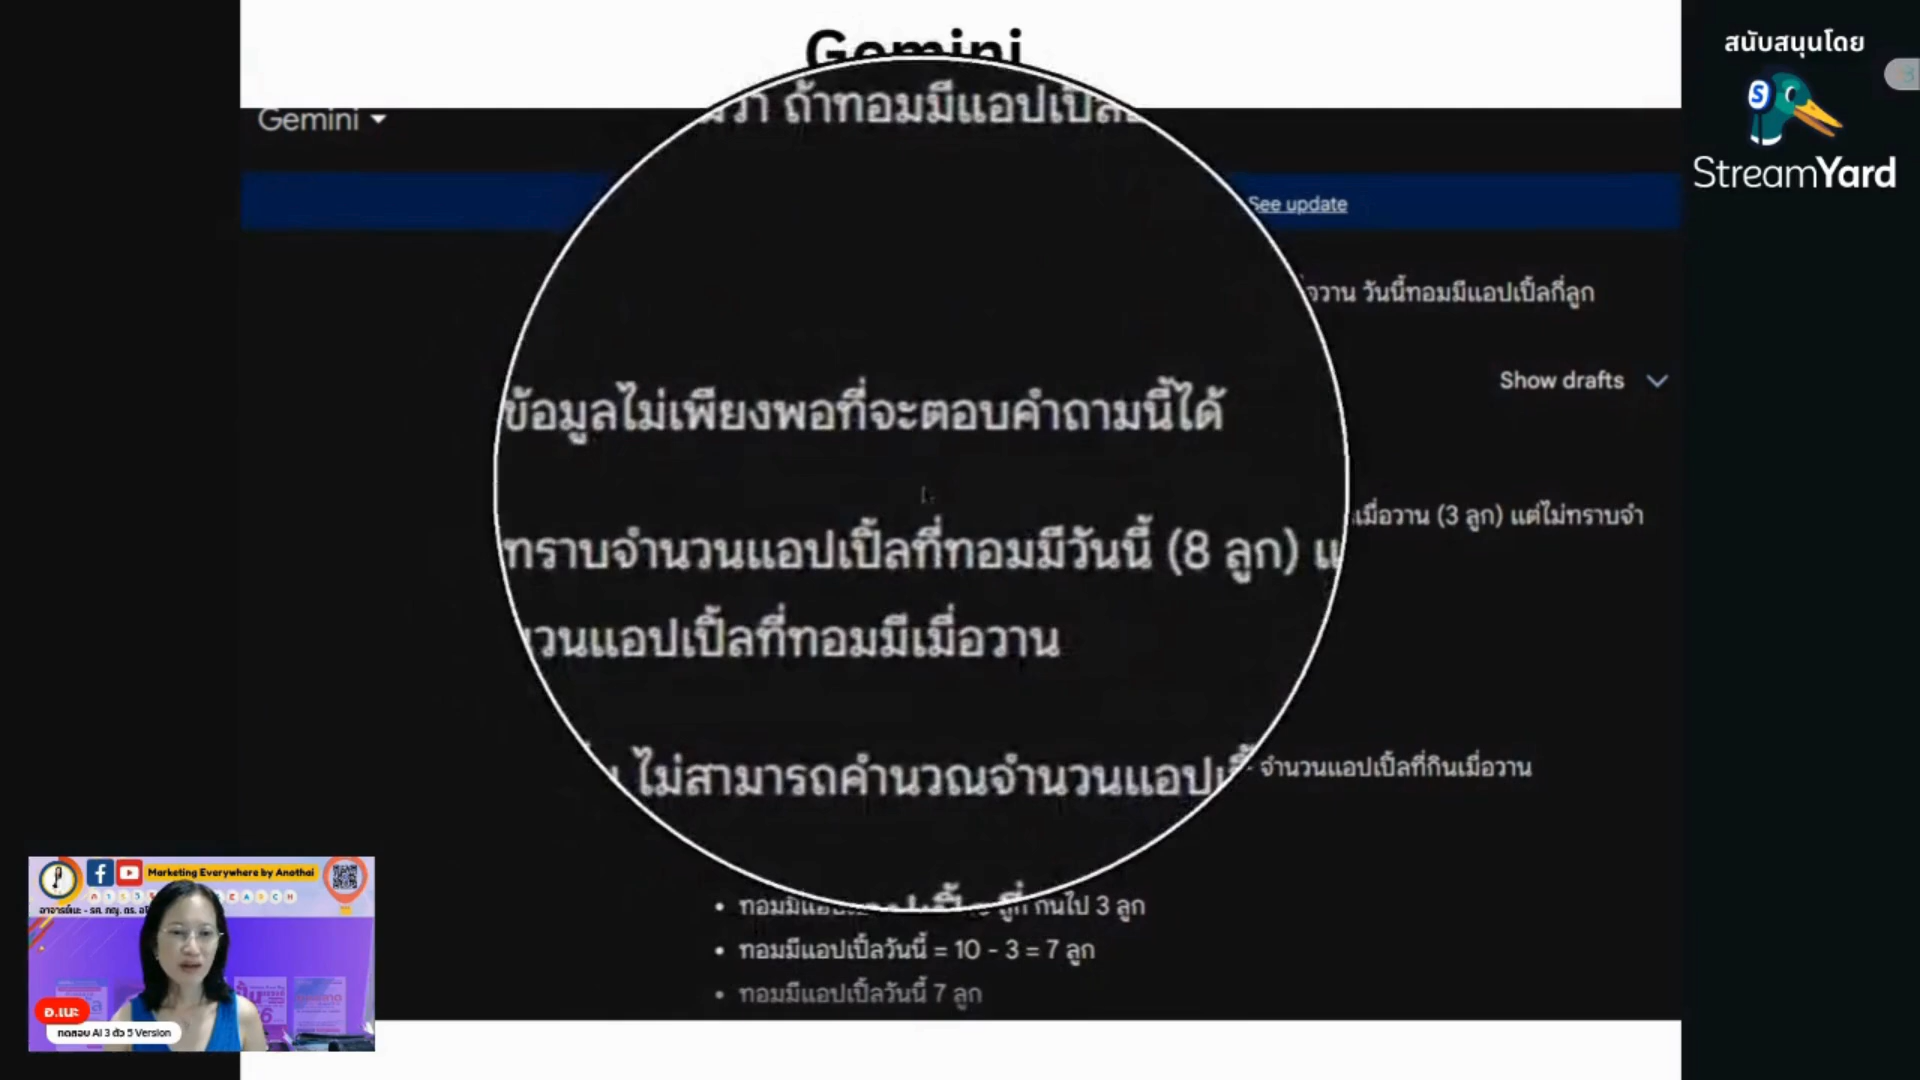 Gemini
สนับสนุนโดย
StreamYard
Gemini
ถ้าทอมมีแอปเปิ้ล
See update
วันนี้ทอมมีแอปเปิ้ลกี่ลูก
Show drafts
ข้อมูลไม่เพียงพอที่จะตอบคำถามนี้ได้
ทราบจำนวนแอปเปิ้ลที่ทอมมีวันนี้ (8 ลูก)
เมื่อวาน (3 ลูก) แต่ไม่ทราบจำ
วนแอปเปิ้ลที่ทอมมีเมื่อวาน
ไม่สามารถคำนวณจำนวนแอปเปิ้
จำนวนแอปเปิ้ลที่กินเมื่อวาน
กินไป 3 ลูก
• ทอมมีแอปเปิ้ลวันนี้ = 10 - 3 = 7 ลูก
• ทอมมีแอปเปิ้ลวันนี้ 7 ลูก
Marketing Everywhere by Anothai
อ.แนะ
ทดสอบ AI 3 ตัว 5 Version